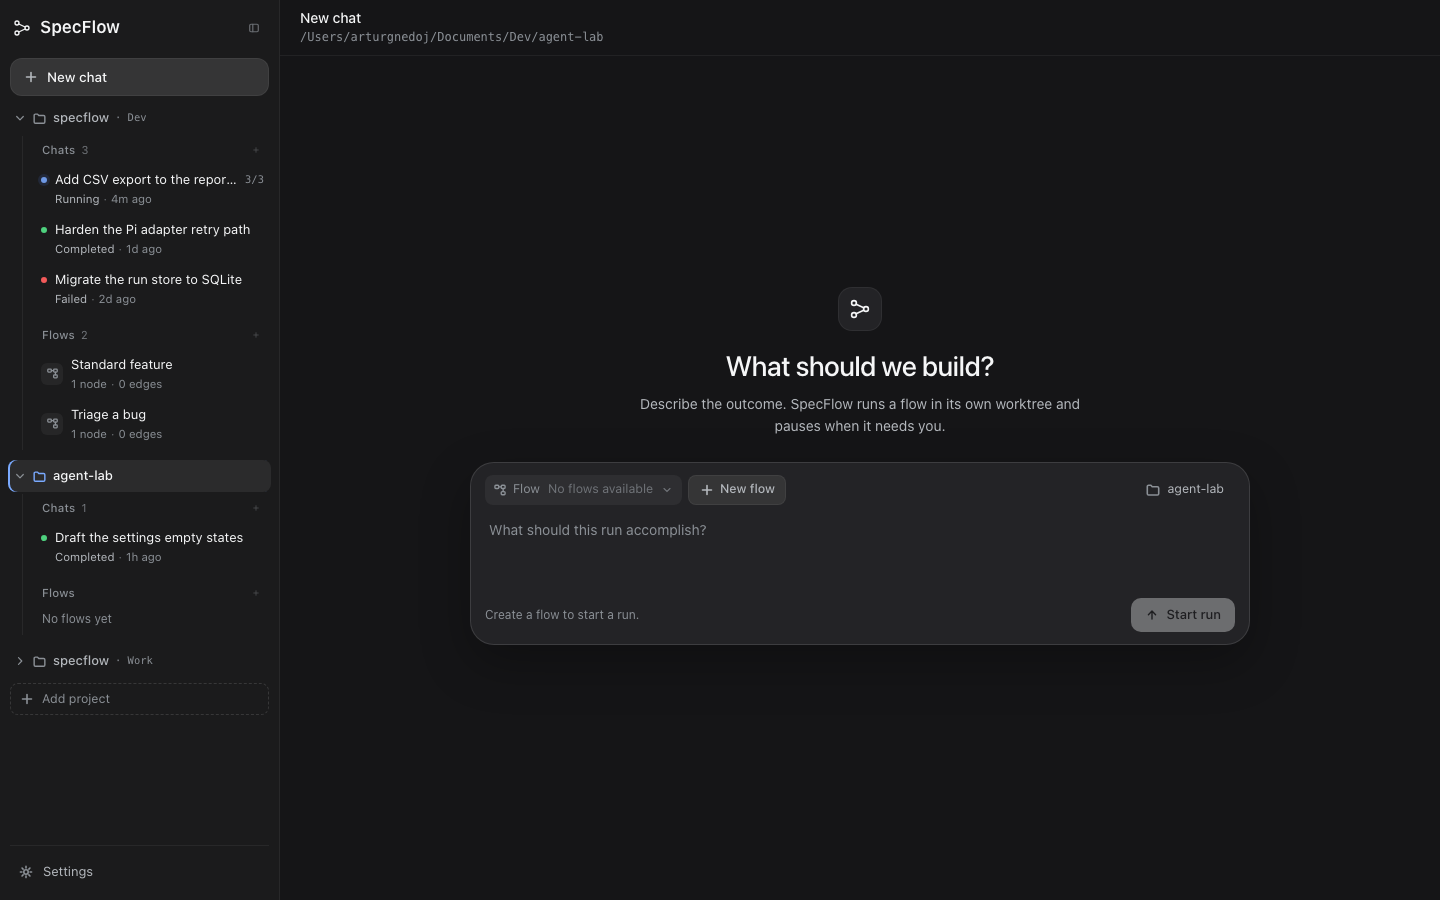 SpecFlow
New chat
specflow · Dev
Chats 3
Add CSV export to the repor... 3/3
Running · 4m ago
Harden the Pi adapter retry path
Completed · 1d ago
Migrate the run store to SQLite
Failed · 2d ago
Flows 2
Standard feature
1 node · 0 edges
Triage a bug
1 node · 0 edges
agent-lab
Chats 1
Draft the settings empty states
Completed · 1h ago
Flows
No flows yet
specflow · Work
Add project
Settings
New chat
/Users/arturgnedoj/Documents/Dev/agent-lab
What should we build?
Describe the outcome. SpecFlow runs a flow in its own worktree and
pauses when it needs you.
Flow No flows available New flow agent-lab
What should this run accomplish?
Create a flow to start a run. Start run